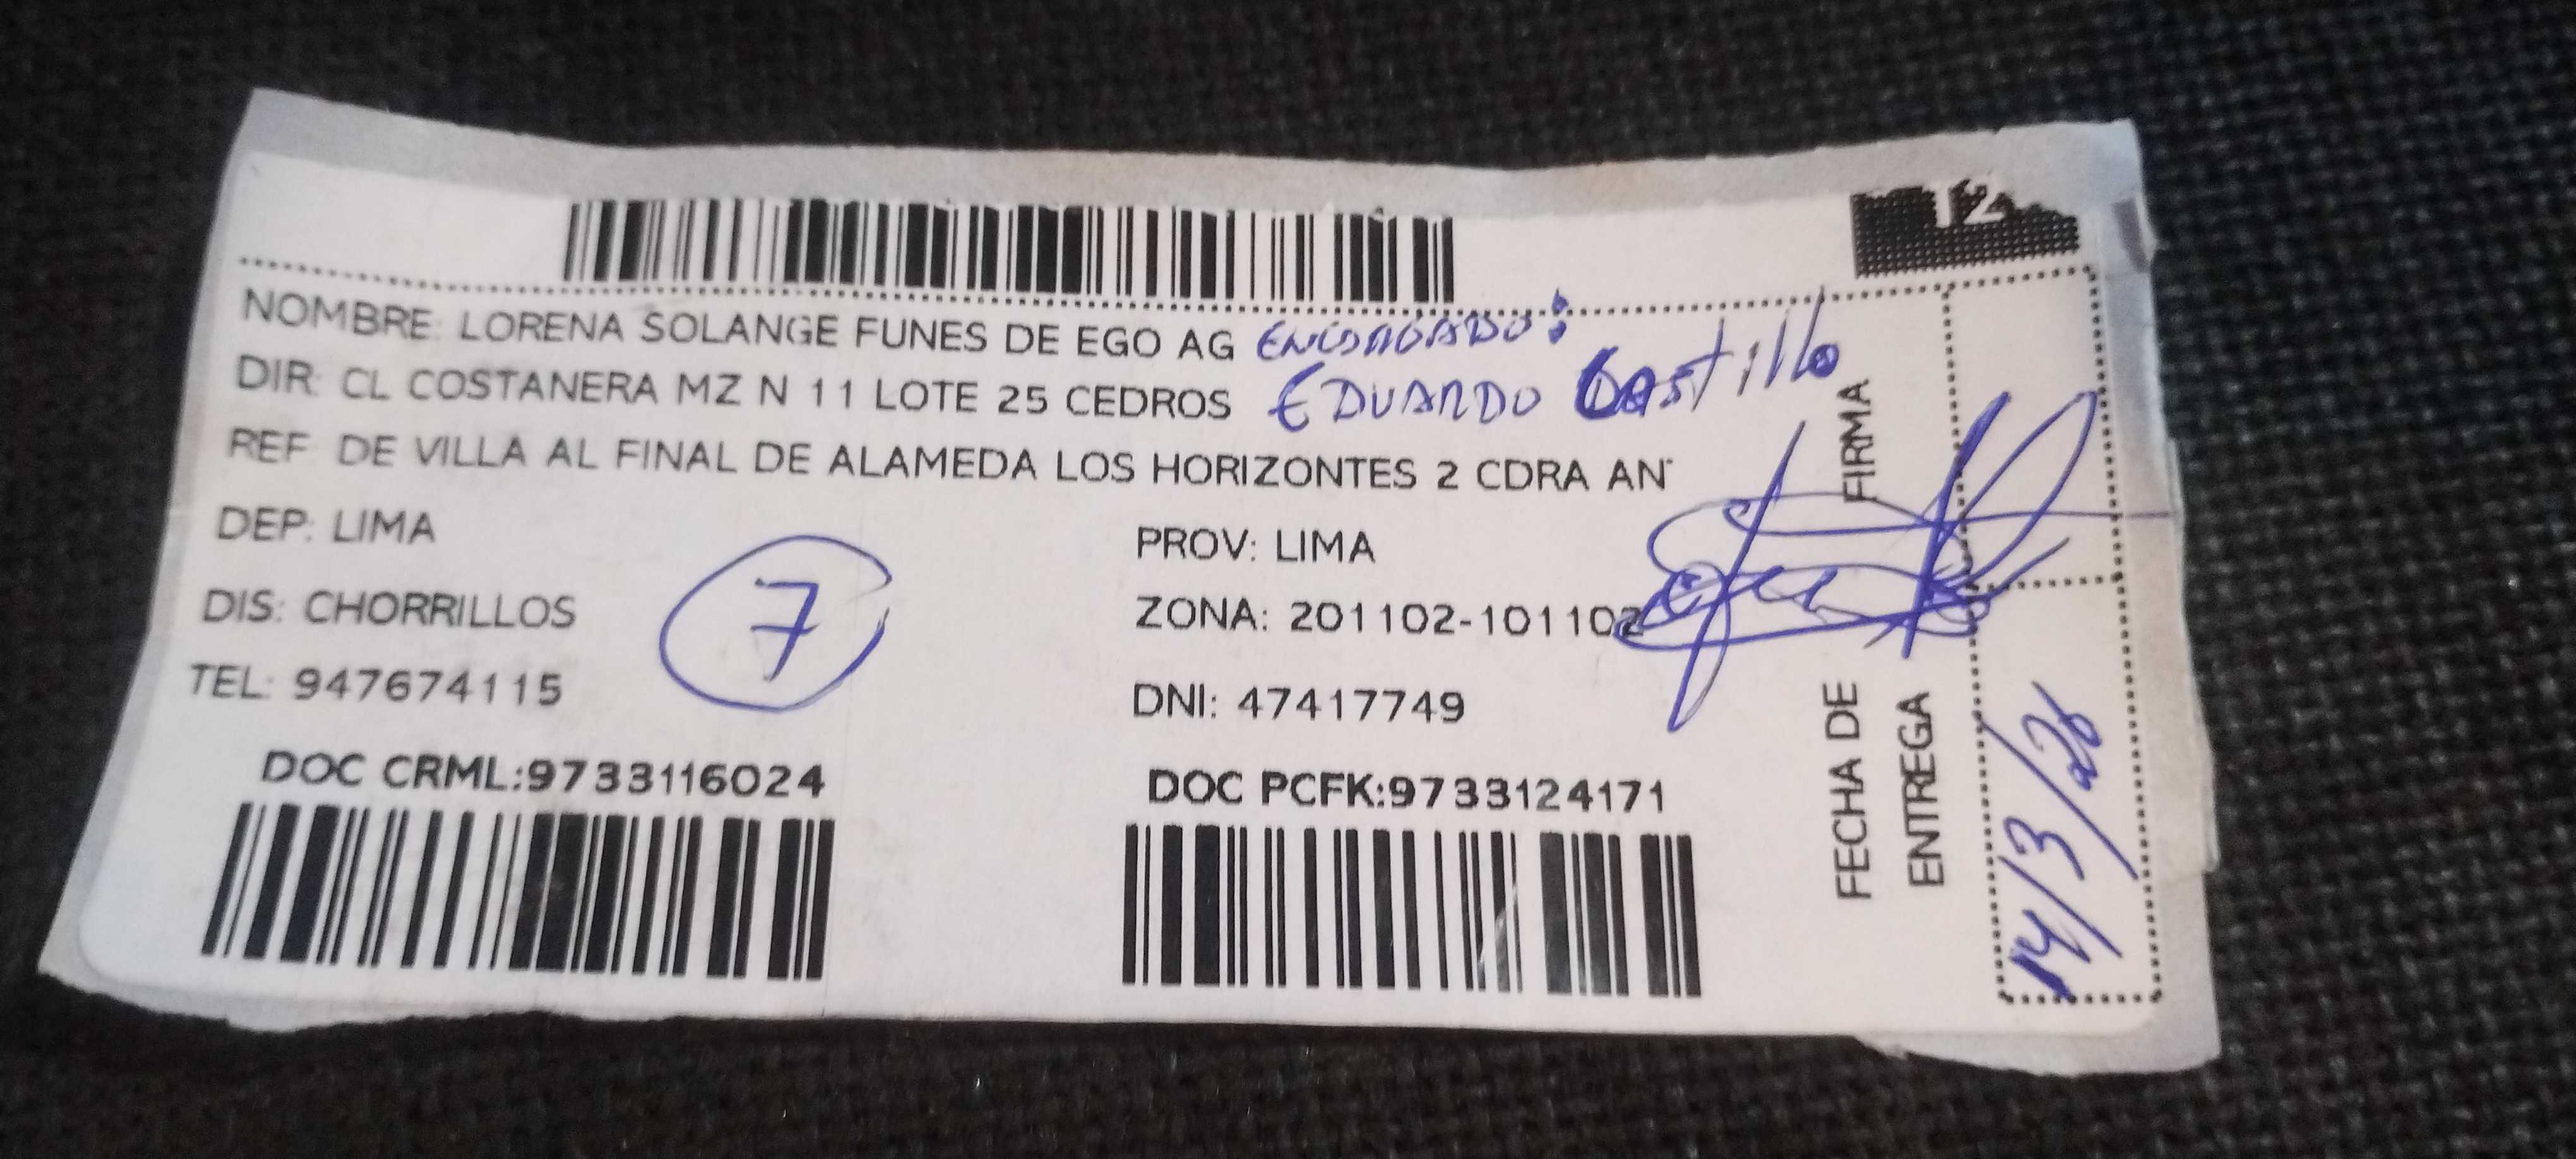 12
NOMBRE: LORENA SOLANGE FUNES DE EGO AG ENCARGADO:
DIR: CL COSTANERA MZ N 11 LOTE 25 CEDROS EDUARDO Castillo
REF: DE VILLA AL FINAL DE ALAMEDA LOS HORIZONTES 2 CDRA AN
DEP: LIMA
PROV: LIMA
DIS: CHORRILLOS
7
ZONA: 201102-101102
TEL: 947674115
DNI: 47417749
DOC CRML:9733116024
DOC PCFK:9733124171
FIRMA
FECHA DE
ENTREGA
14/3/26